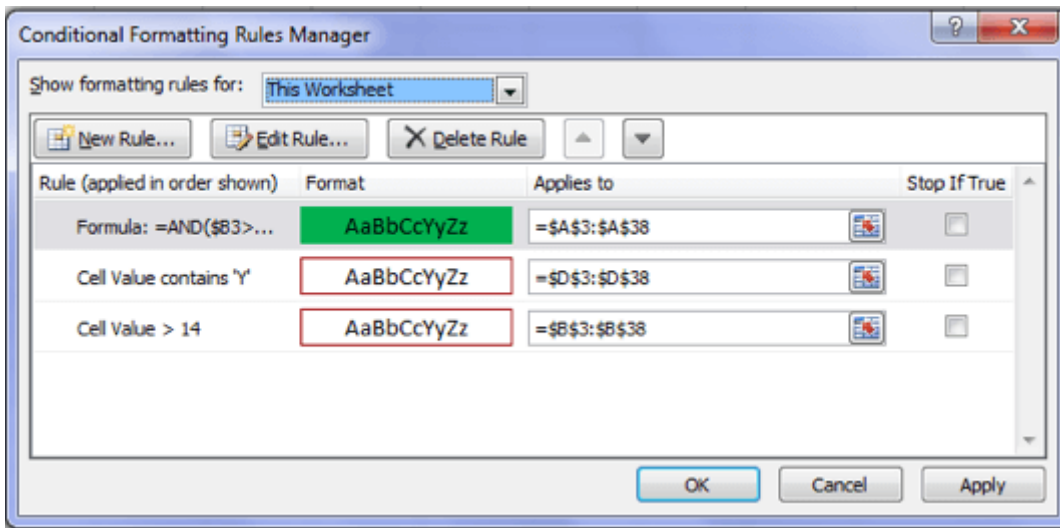 Conditional Formatting Rules Manager
Show formatting rules for: This Worksheet
New Rule... Edit Rule... Delete Rule
Rule (applied in order shown) Format Applies to Stop If True
Formula: =AND($B3>... AaBbCcYyZz =$A$3:$A$38
Cell Value contains 'Y' AaBbCcYyZz =$D$3:$D$38
Cell Value > 14 AaBbCcYyZz =$B$3:$B$38
OK Cancel Apply